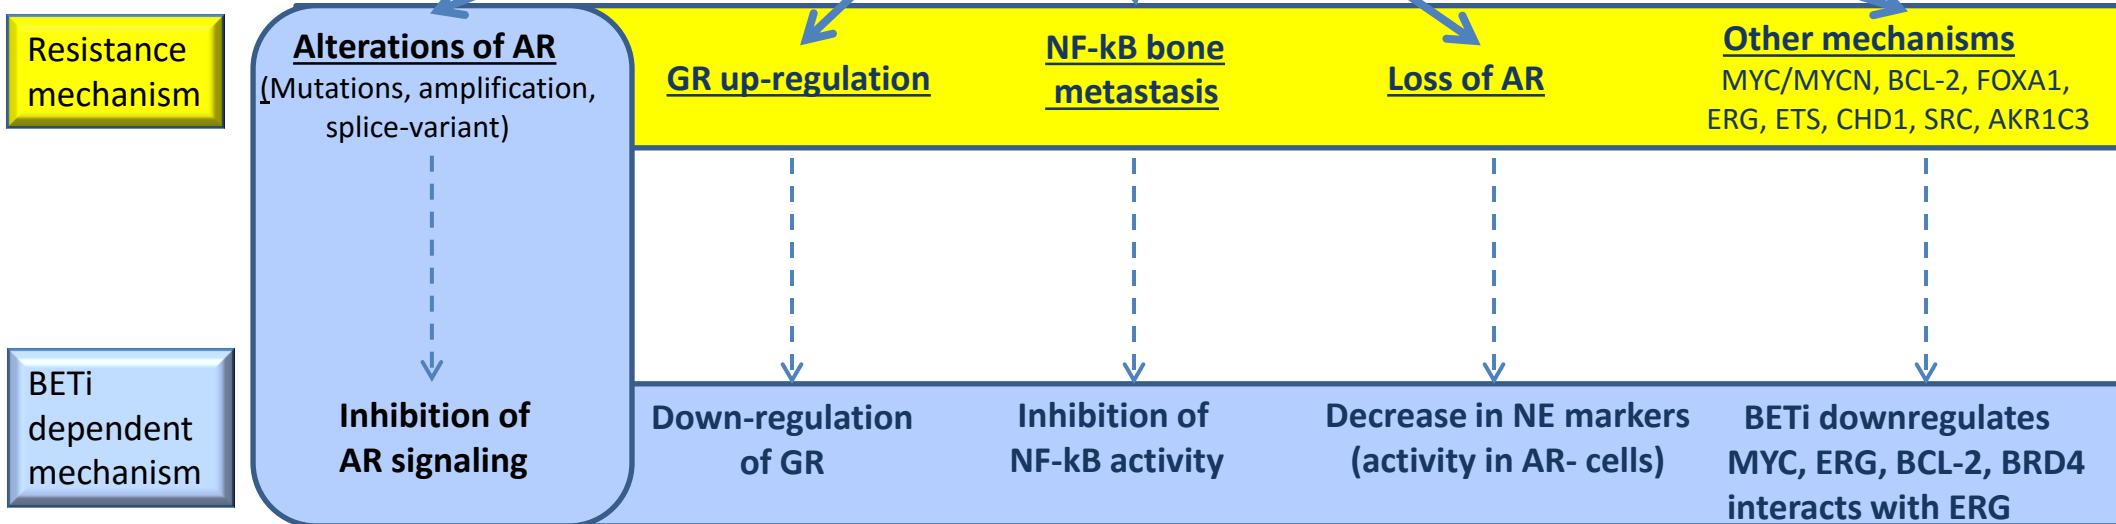 Resistance
mechanism
Alterations of AR
(Mutations, amplification,
splice-variant)
GR up-regulation
NF-kB bone
metastasis
Loss of AR
Other mechanisms
MYC/MYCN, BCL-2, FOXA1,
ERG, ETS, CHD1, SRC, AKR1C3
BETi
dependent
mechanism
Inhibition of
AR signaling
Down-regulation
of GR
Inhibition of
NF-kB activity
Decrease in NE markers
(activity in AR- cells)
BETi downregulates
MYC, ERG, BCL-2, BRD4
interacts with ERG